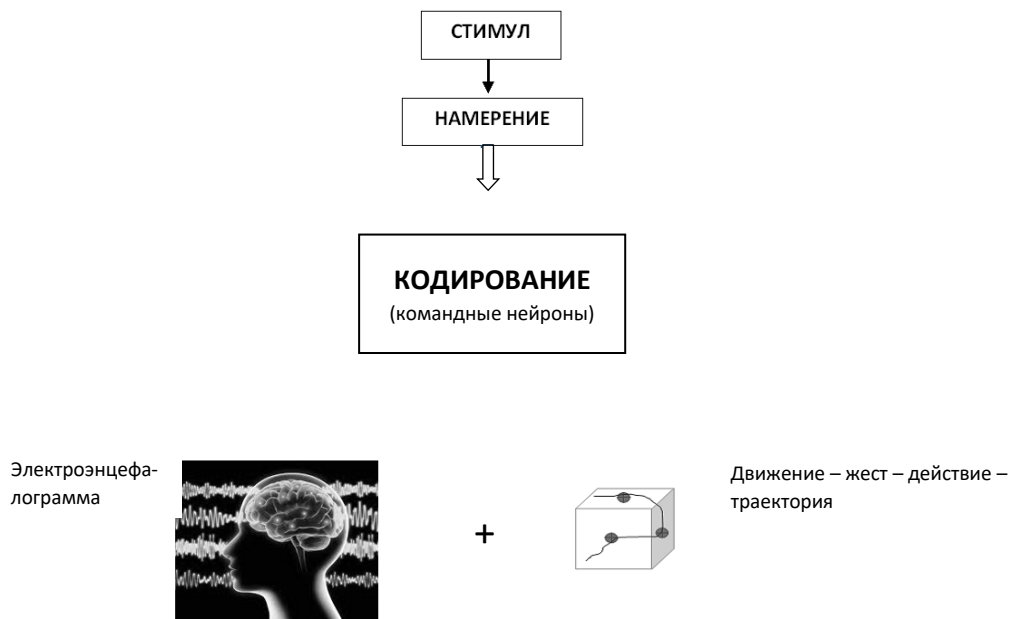 СТИМУЛ
НАМЕРЕНИЕ
КОДИРОВАНИЕ
(командные нейроны)
Электроэнцефа-
лограмма
+
Движение – жест – действие –
траектория